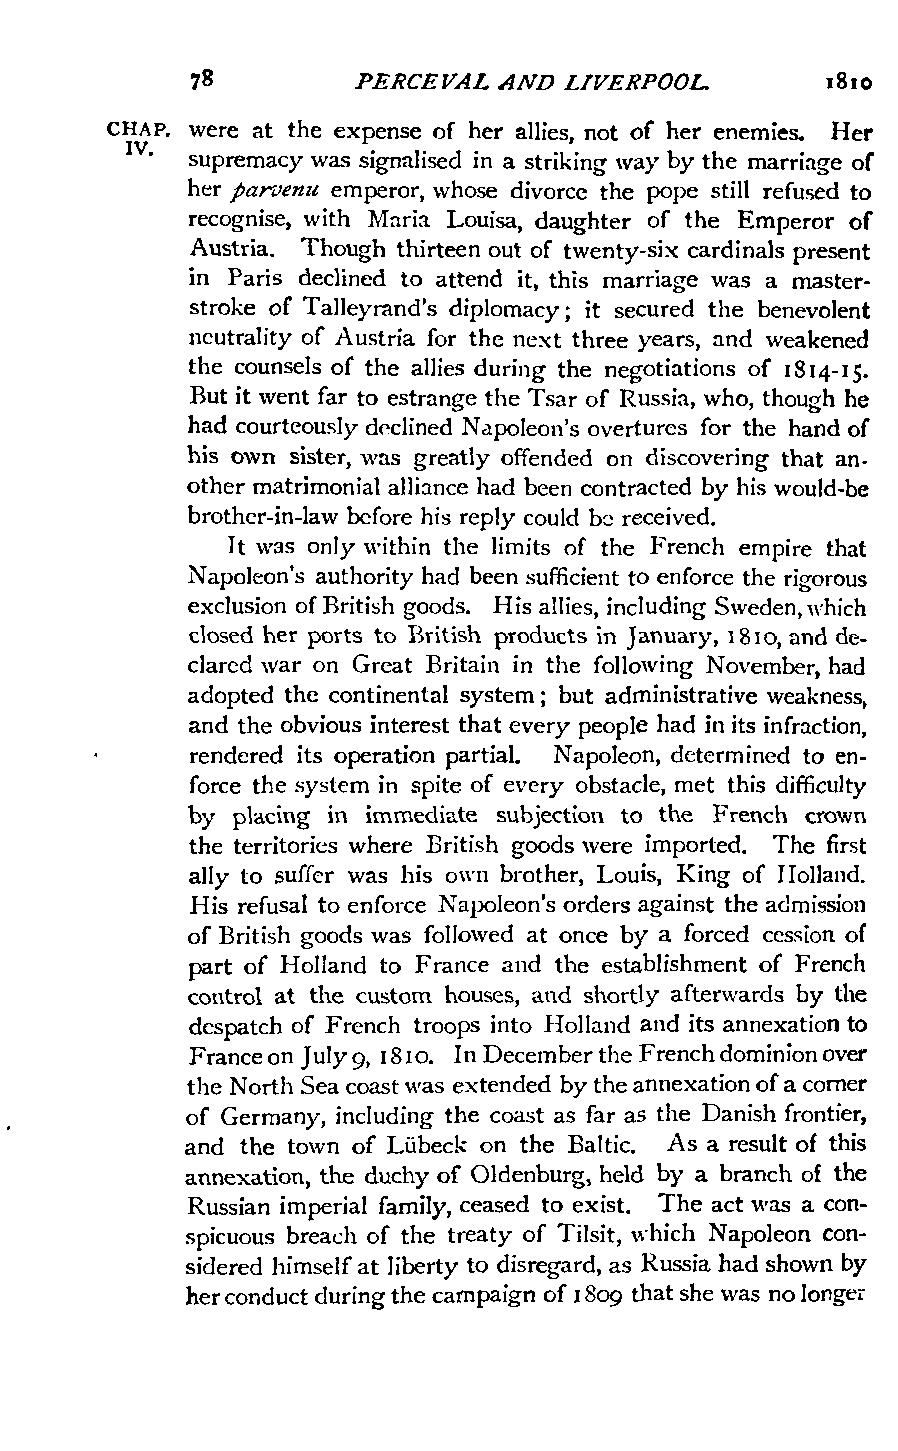 78 PERCEVAL AND LIVERPOOL. 1810
CHAP. were at the expense of her allies, not of her enemies. Her
IV. supremacy was signalised in a striking way by the marriage of
her parvenu emperor, whose divorce the pope still refused to
recognise, with Maria Louisa, daughter of the Emperor of
Austria. Though thirteen out of twenty-six cardinals present
in Paris declined to attend it, this marriage was a master-
stroke of Talleyrand's diplomacy; it secured the benevolent
neutrality of Austria for the next three years, and weakened
the counsels of the allies during the negotiations of 1814-15.
But it went far to estrange the Tsar of Russia, who, though he
had courteously declined Napoleon's overtures for the hand of
his own sister, was greatly offended on discovering that an-
other matrimonial alliance had been contracted by his would-be
brother-in-law before his reply could be received.
It was only within the limits of the French empire that
Napoleon's authority had been sufficient to enforce the rigorous
exclusion of British goods. His allies, including Sweden, which
closed her ports to British products in January, 1810, and de-
clared war on Great Britain in the following November, had
adopted the continental system; but administrative weakness,
and the obvious interest that every people had in its infraction,
rendered its operation partial. Napoleon, determined to en-
force the system in spite of every obstacle, met this difficulty
by placing in immediate subjection to the French crown
the territories where British goods were imported. The first
ally to suffer was his own brother, Louis, King of Holland.
His refusal to enforce Napoleon's orders against the admission
of British goods was followed at once by a forced cession of
part of Holland to France and the establishment of French
control at the custom houses, and shortly afterwards by the
despatch of French troops into Holland and its annexation to
France on July 9, 1810. In December the French dominion over
the North Sea coast was extended by the annexation of a corner
of Germany, including the coast as far as the Danish frontier,
and the town of Lübeck on the Baltic. As a result of this
annexation, the duchy of Oldenburg, held by a branch of the
Russian imperial family, ceased to exist. The act was a con-
spicuous breach of the treaty of Tilsit, which Napoleon con-
sidered himself at liberty to disregard, as Russia had shown by
her conduct during the campaign of 1809 that she was no longer